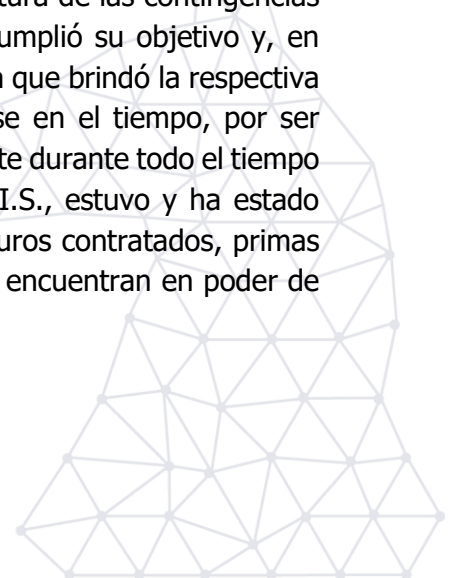 tura de las contingencias
umplió su objetivo y, en
que brindó la respectiva
se en el tiempo, por ser
te durante todo el tiempo
I.S., estuvo y ha estado
uros contratados, primas
encuentran en poder de